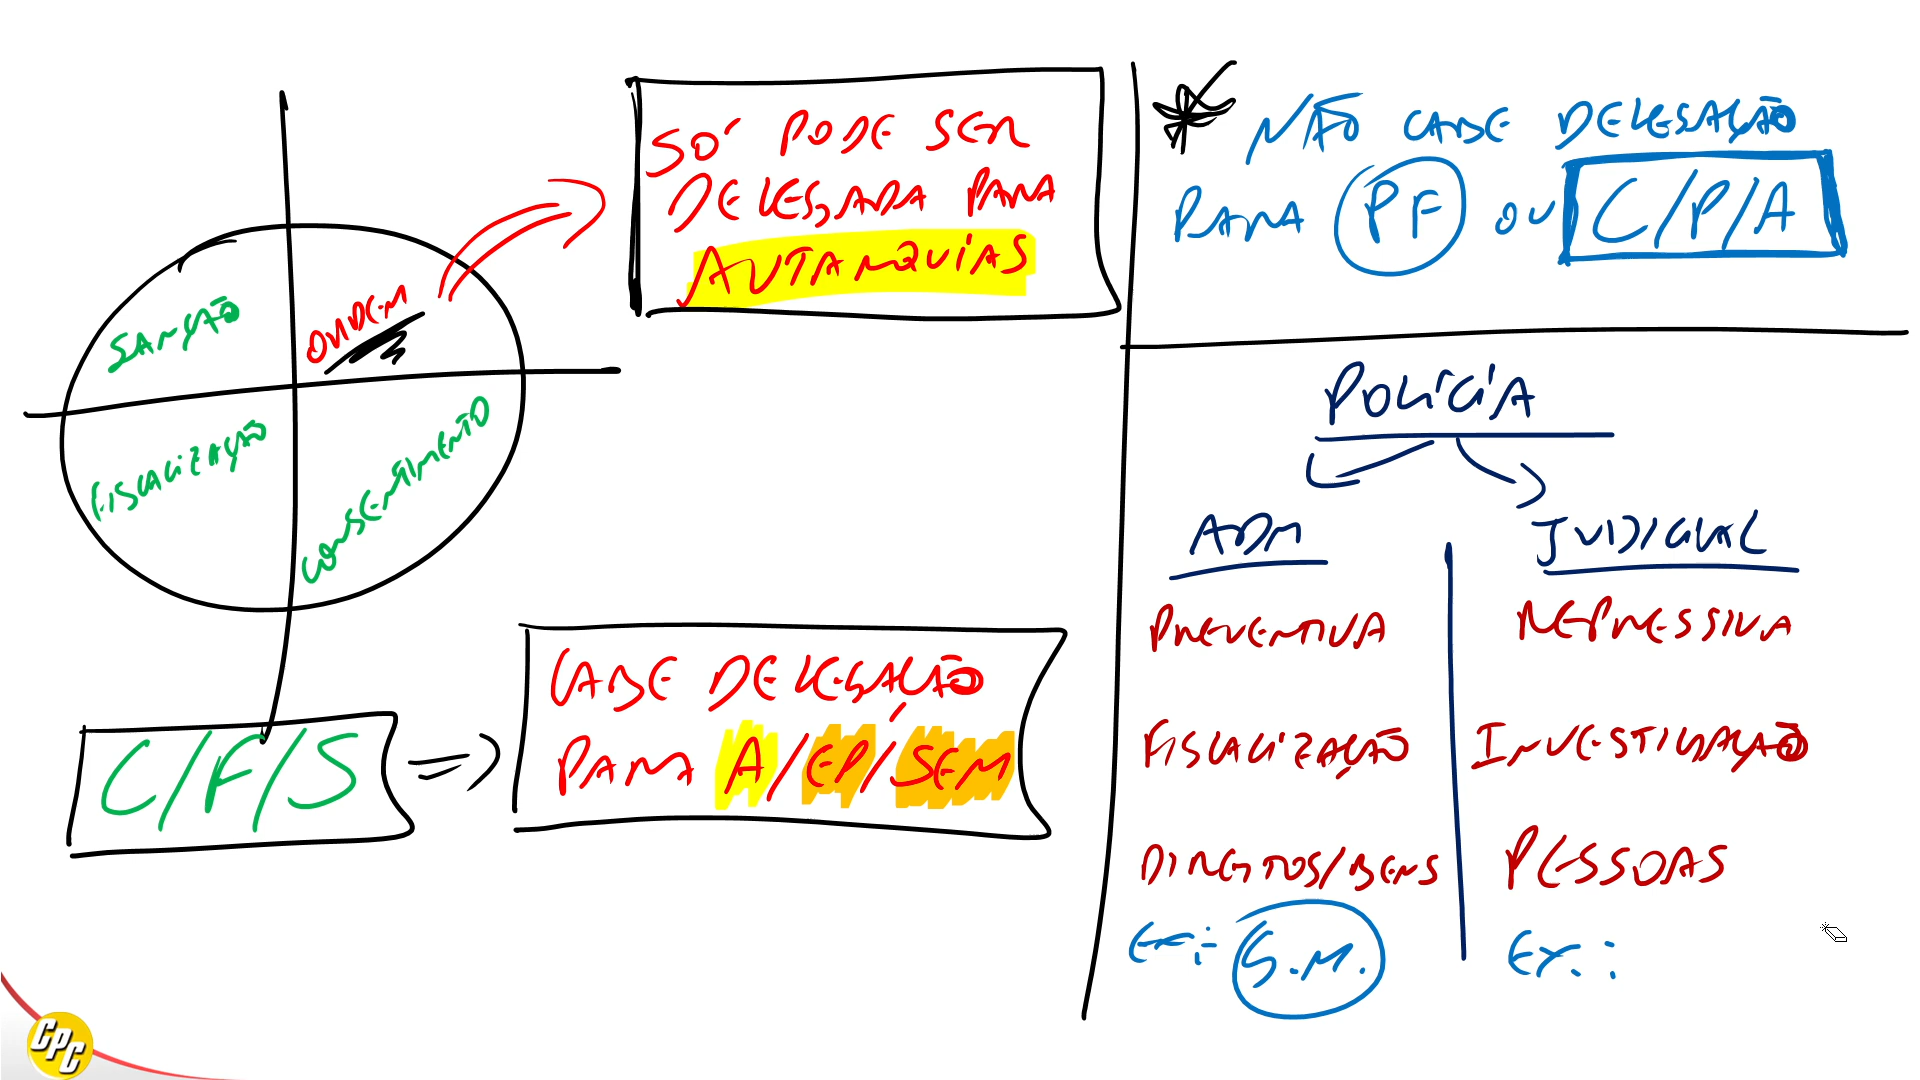 SANÇÃO
ORDEM
FISCALIZAÇÃO
CONSENTIMENTO
SÓ PODE SER
DELEGADA PARA
AUTARQUIAS
C/F/S
CABE DELEGAÇÃO
PARA A/EP/SEM
NÃO CABE DELEGAÇÃO
PARA PF OU C/P/A
POLÍCIA
ADM
PREVENTIVA
FISCALIZAÇÃO
DIREITOS/BENS
EX.: S.M.
JUDICIAL
REPRESSIVA
INVESTIGAÇÃO
PESSOAS
EX.:
CPC